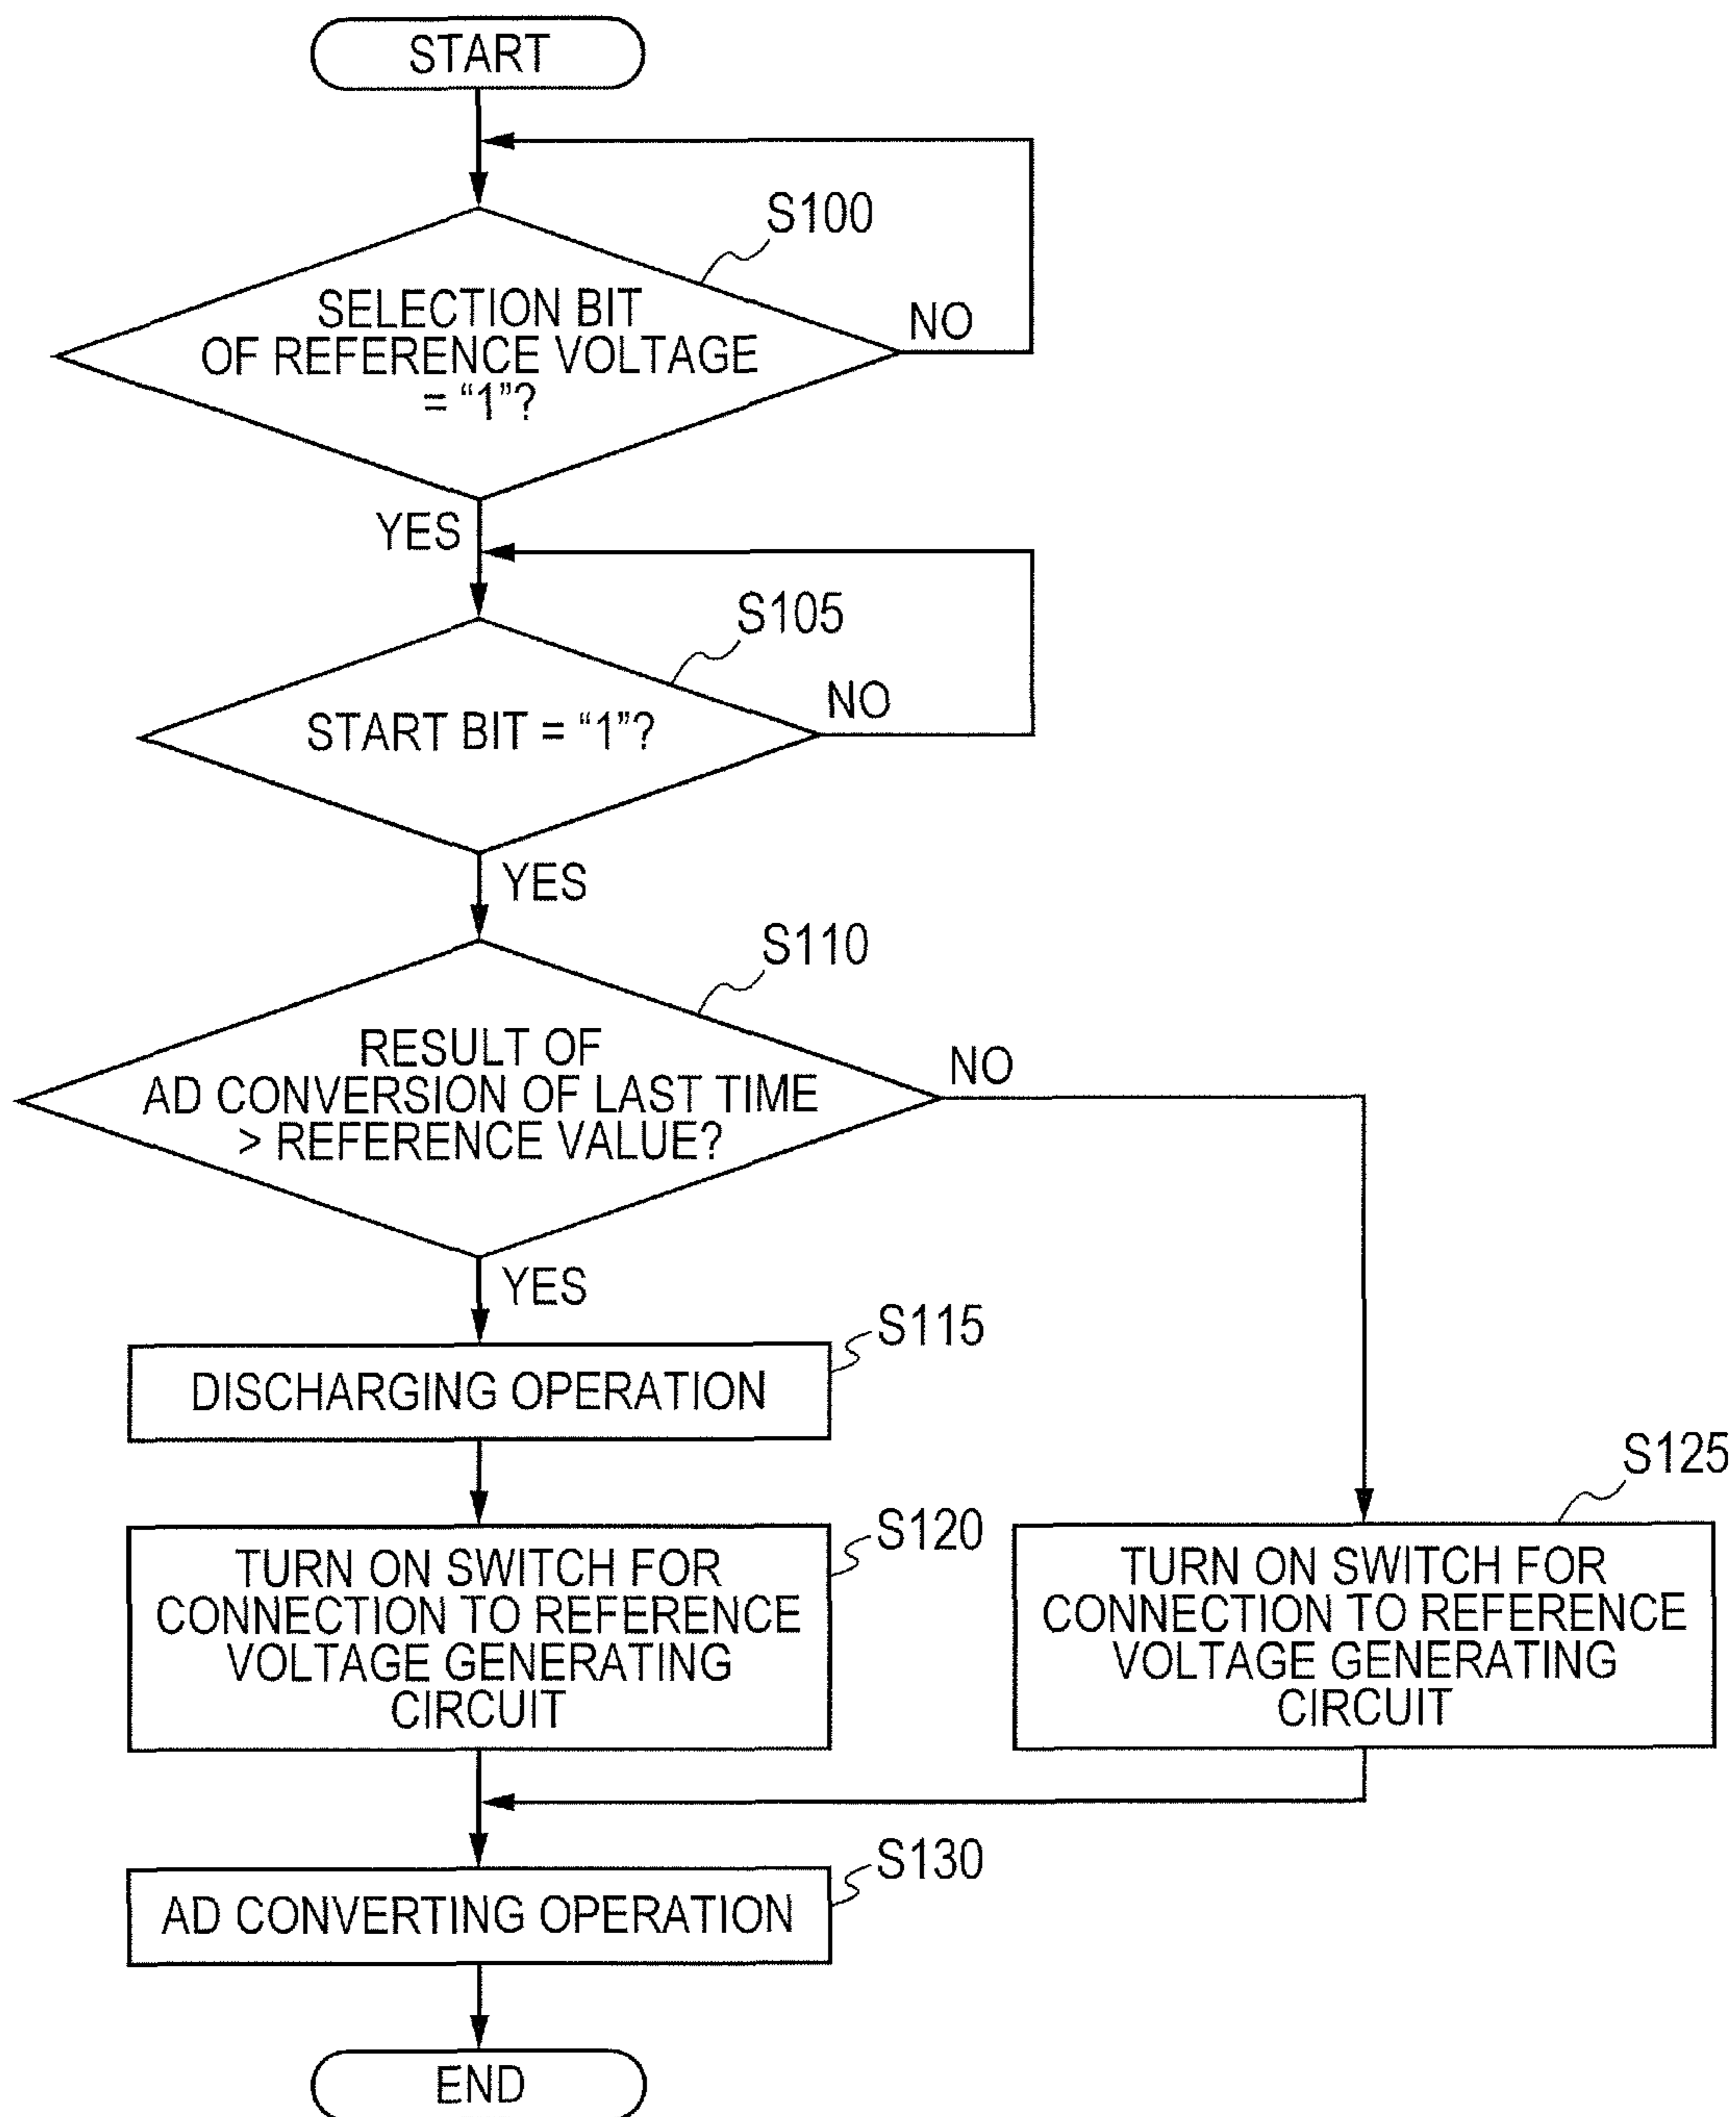 START
S100
SELECTION BIT
OF REFERENCE VOLTAGE
= “1”?
NO
YES
S105
START BIT = “1”?
NO
YES
S110
RESULT OF
AD CONVERSION OF LAST TIME
> REFERENCE VALUE?
NO
YES
S115
DISCHARGING OPERATION
S120
TURN ON SWITCH FOR
CONNECTION TO REFERENCE
VOLTAGE GENERATING
CIRCUIT
S125
TURN ON SWITCH FOR
CONNECTION TO REFERENCE
VOLTAGE GENERATING
CIRCUIT
S130
AD CONVERTING OPERATION
END